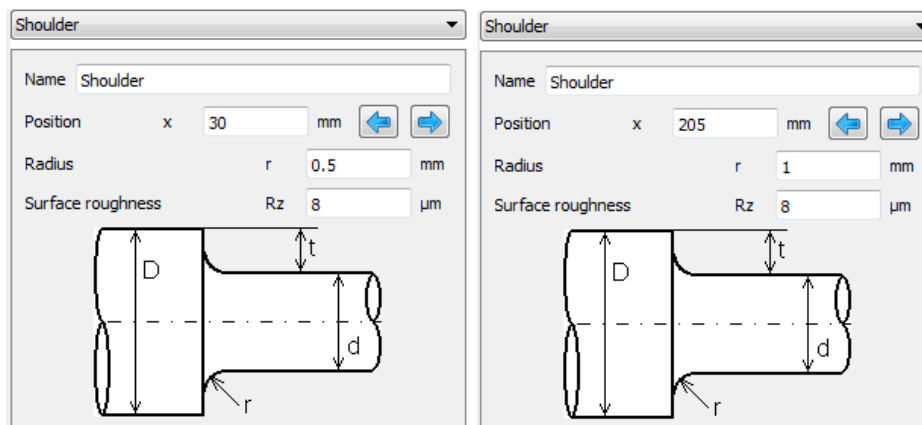 Shoulder
Name Shoulder
Position x 30 mm
Radius r 0.5 mm
Surface roughness Rz 8 µm
t
D
d
r
Shoulder
Name Shoulder
Position x 205 mm
Radius r 1 mm
Surface roughness Rz 8 µm
t
D
d
r